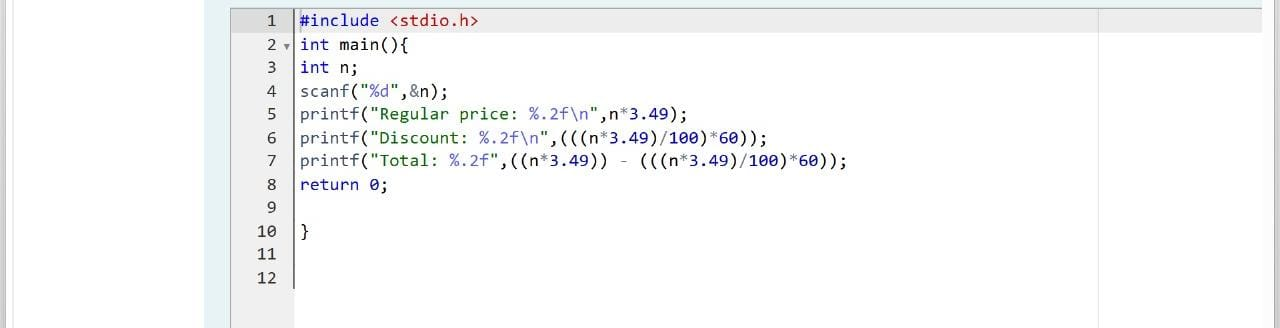 1 #include <stdio.h>
2 int main(){
3 int n;
4 scanf("%d",&n);
5 printf("Regular price: %.2f\n",n*3.49);
6 printf("Discount: %.2f\n",(((n*3.49)/100)*60));
7 printf("Total: %.2f",((n*3.49)) - (((n*3.49)/100)*60));
8 return 0;
9
10 }
11
12